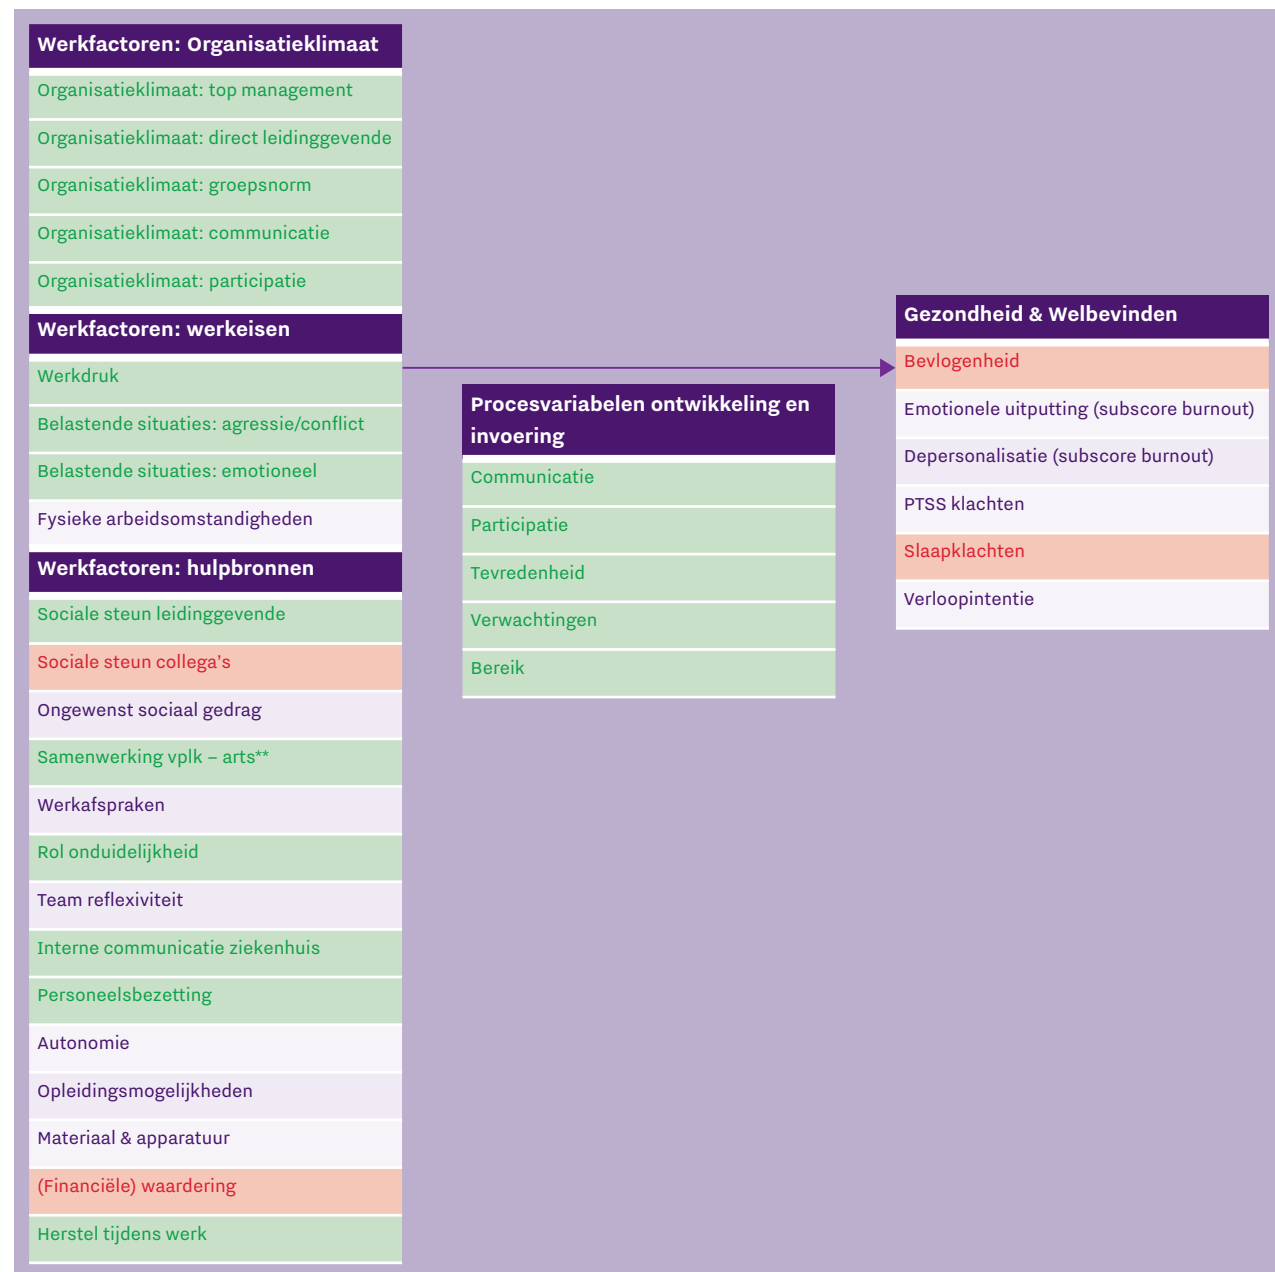 Werkfactoren: Organisatieklimaat
Organisatieklimaat: top management
Organisatieklimaat: direct leidinggevende
Organisatieklimaat: groepsnorm
Organisatieklimaat: communicatie
Organisatieklimaat: participatie
Werkfactoren: werkeisen
Werkdruk
Belastende situaties: agressie/conflict
Belastende situaties: emotioneel
Fysieke arbeidsomstandigheden
Werkfactoren: hulpbronnen
Sociale steun leidinggevende
Sociale steun collega’s
Ongewenst sociaal gedrag
Samenwerking vplk – arts**
Werkafspraken
Rol onduidelijkheid
Team reflexiviteit
Interne communicatie ziekenhuis
Personeelsbezetting
Autonomie
Opleidingsmogelijkheden
Materiaal & apparatuur
(Financiële) waardering
Herstel tijdens werk
Procesvariabelen ontwikkeling en
invoering
Communicatie
Participatie
Tevredenheid
Verwachtingen
Bereik
Gezondheid & Welbevinden
Bevlogenheid
Emotionele uitputting (subscore burnout)
Depersonalisatie (subscore burnout)
PTSS klachten
Slaapklachten
Verloopintentie